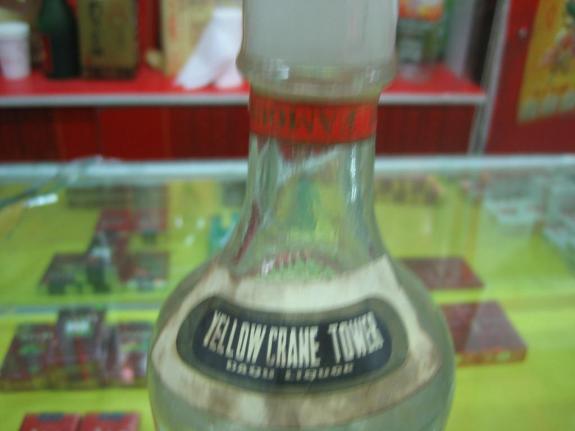 YELLOW CRANE TOWER
DAQU LIQUOR